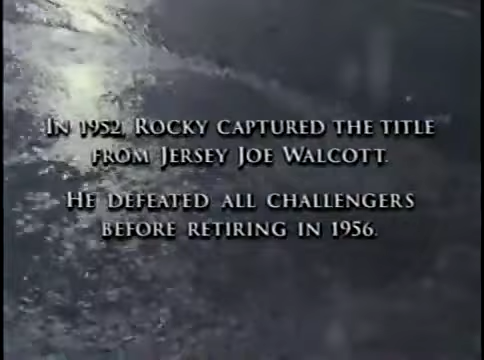 In 1952, Rocky captured the title
from Jersey Joe Walcott.
He defeated all challengers
before retiring in 1956.